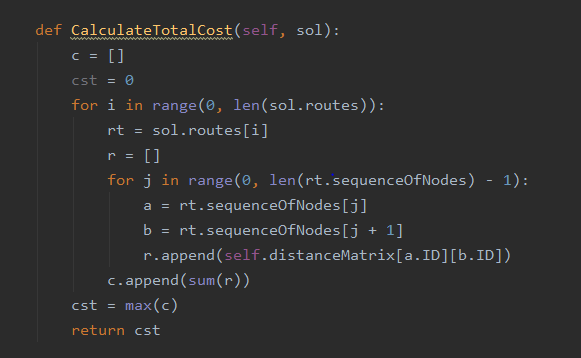 def CalculateTotalCost(self, sol):
    c = []
    cst = 0
    for i in range(0, len(sol.routes)):
        rt = sol.routes[i]
        r = []
        for j in range(0, len(rt.sequenceOfNodes) - 1):
            a = rt.sequenceOfNodes[j]
            b = rt.sequenceOfNodes[j + 1]
            r.append(self.distanceMatrix[a.ID][b.ID])
        c.append(sum(r))
    cst = max(c)
    return cst